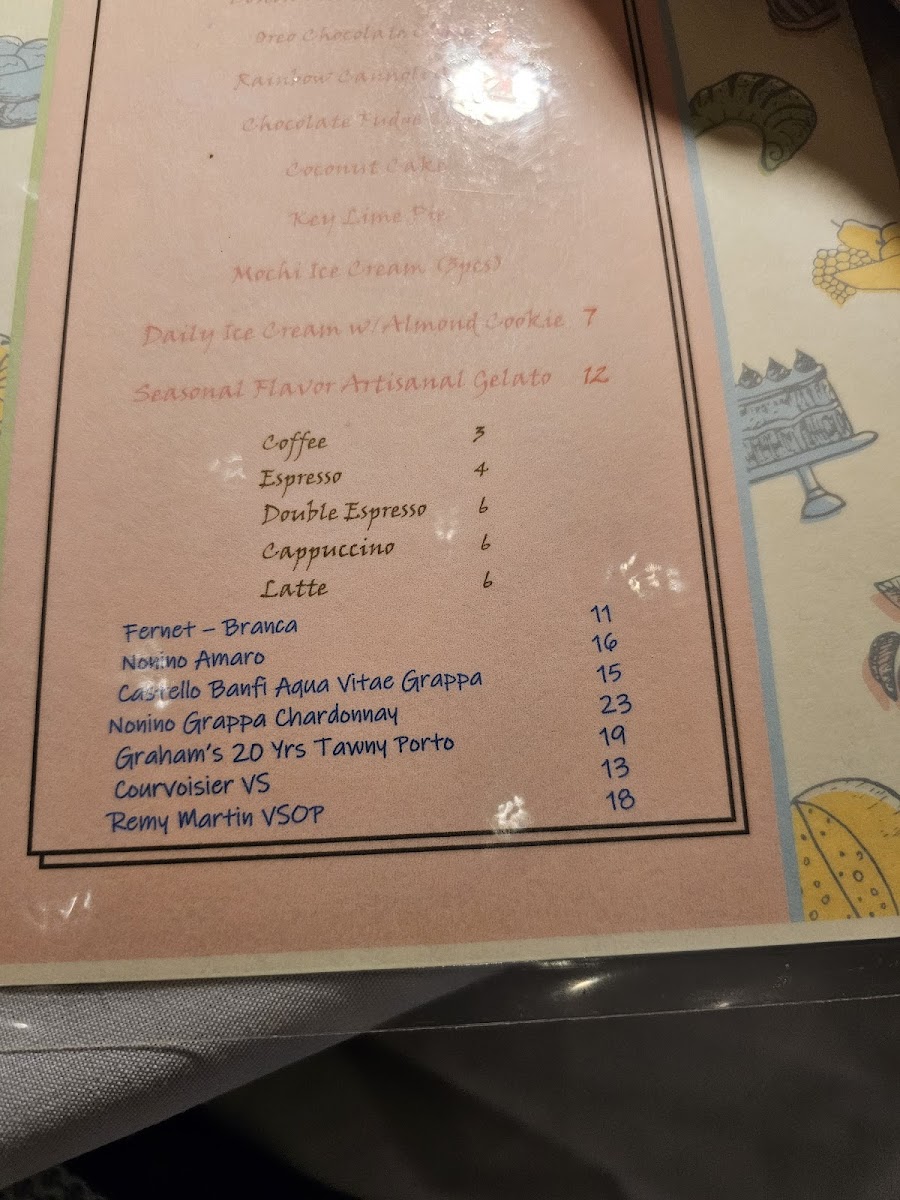 Oreo Chocolate
Rainbow Cannoli
Chocolate Fudge
Coconut Cake
Key Lime Pie
Mochi Ice Cream (3pcs)
Daily Ice Cream w/Almond Cookie 7
Seasonal Flavor Artisanal Gelato 12
Coffee 3
Espresso 4
Double Espresso 6
Cappuccino 6
Latte 6
Fernet – Branca 11
Nonino Amaro 16
Castello Banfi Aqua Vitae Grappa 15
Nonino Grappa Chardonnay 23
Graham's 20 Yrs Tawny Porto 19
Courvoisier VS 13
Remy Martin VSOP 18